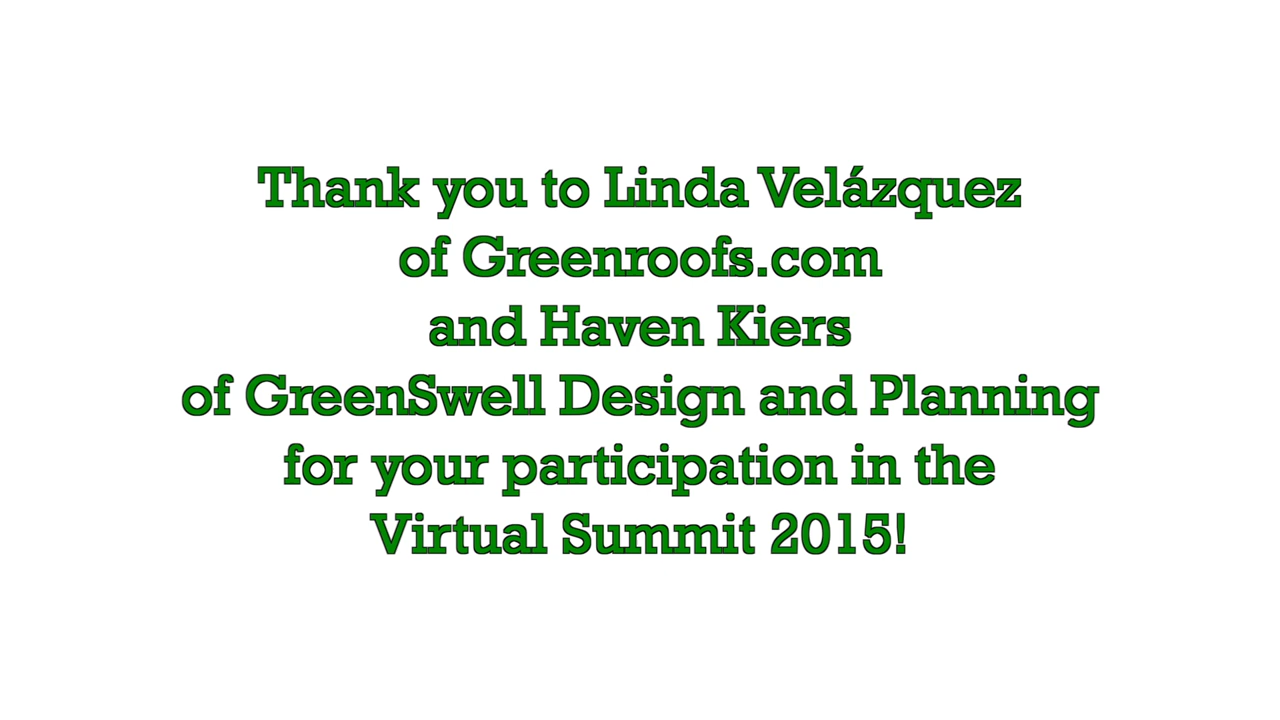 Thank you to Linda Velázquez
of Greenroofs.com
and Haven Kiers
of GreenSwell Design and Planning
for your participation in the
Virtual Summit 2015!